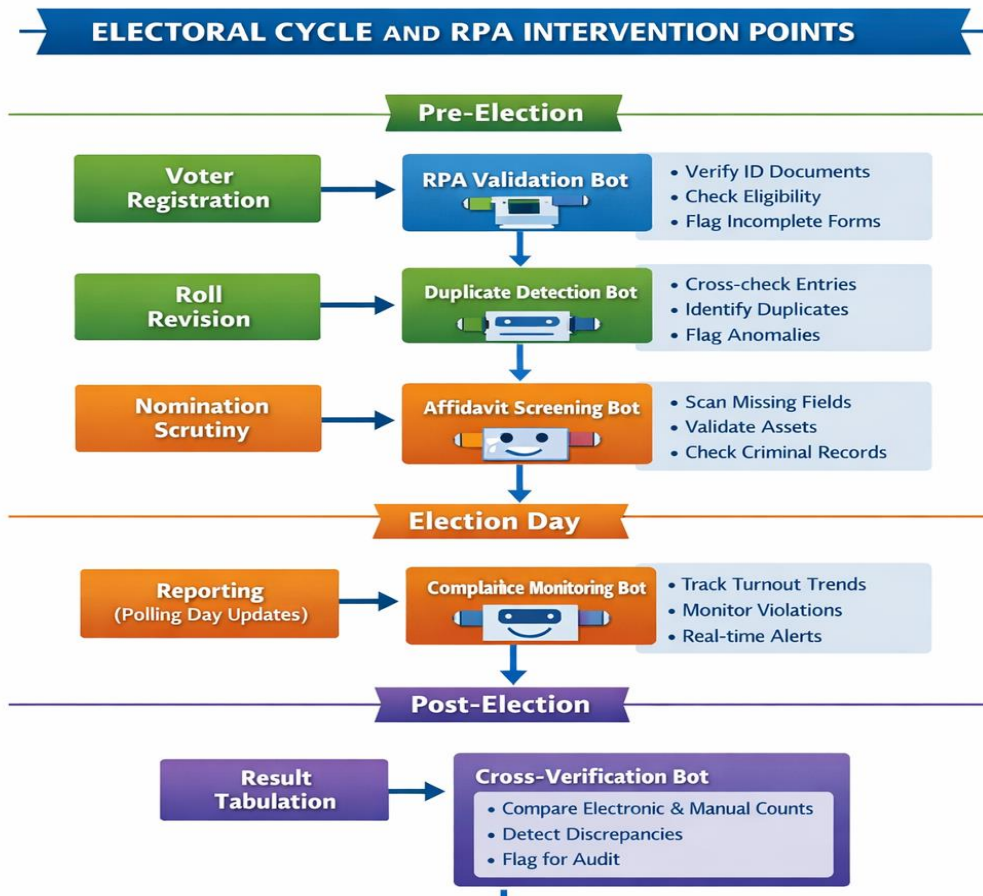 ELECTORAL CYCLE AND RPA INTERVENTION POINTS
Pre-Election
Voter
Registration
RPA Validation Bot
• Verify ID Documents
• Check Eligibility
• Flag Incomplete Forms
Roll
Revision
Duplicate Detection Bot
• Cross-check Entries
• Identify Duplicates
• Flag Anomalies
Nomination
Scrutiny
Affidavit Screening Bot
• Scan Missing Fields
• Validate Assets
• Check Criminal Records
Election Day
Reporting
(Polling Day Updates)
Monitoring Bot
• Track Turnout Trends
• Monitor Violations
• Real-time Alerts
Post-Election
Result
Tabulation
Cross-Verification Bot
• Compare Electronic & Manual Counts
• Detect Discrepancies
• Flag for Audit